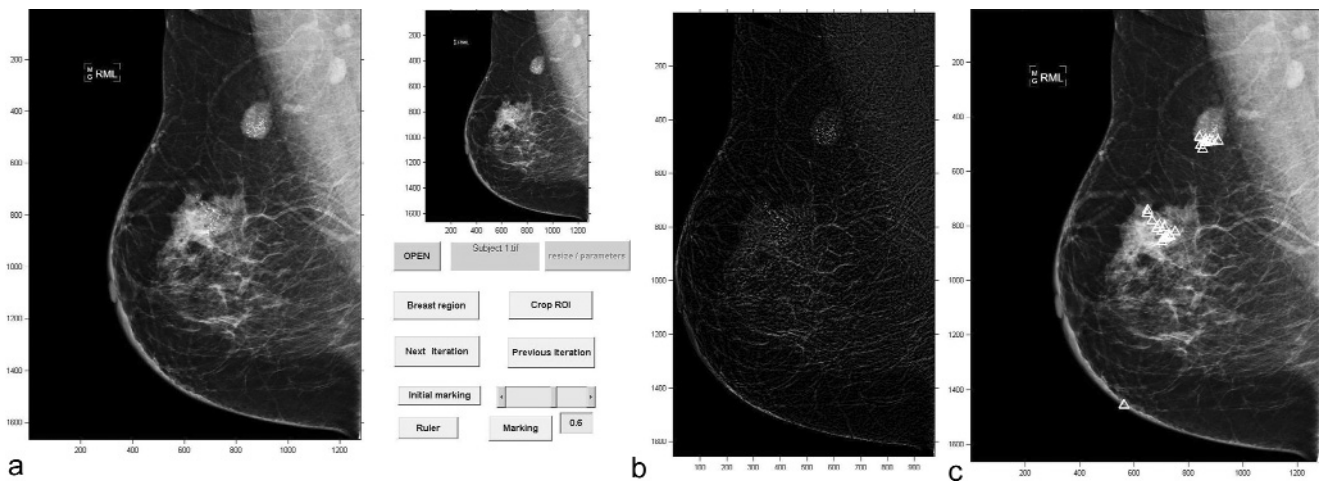 M
G RML
200
400
600
800
1000
1200
1400
1600
200 400 600 800 1000 1200
a
200
400
600
800
1000
1200
1400
1600
200 400 600 800 1000 1200
OPEN
Subject 1.tif
resize / parameters
Breast region
Crop ROI
Next Iteration
Previous Iteration
Initial marking
Ruler
Marking
0.6
200
400
600
800
1000
1200
1400
1600
100 200 300 400 500 600 700 800 900
b
M
G RML
200
400
600
800
1000
1200
1400
1600
200 400 600 800 1000 1200
c